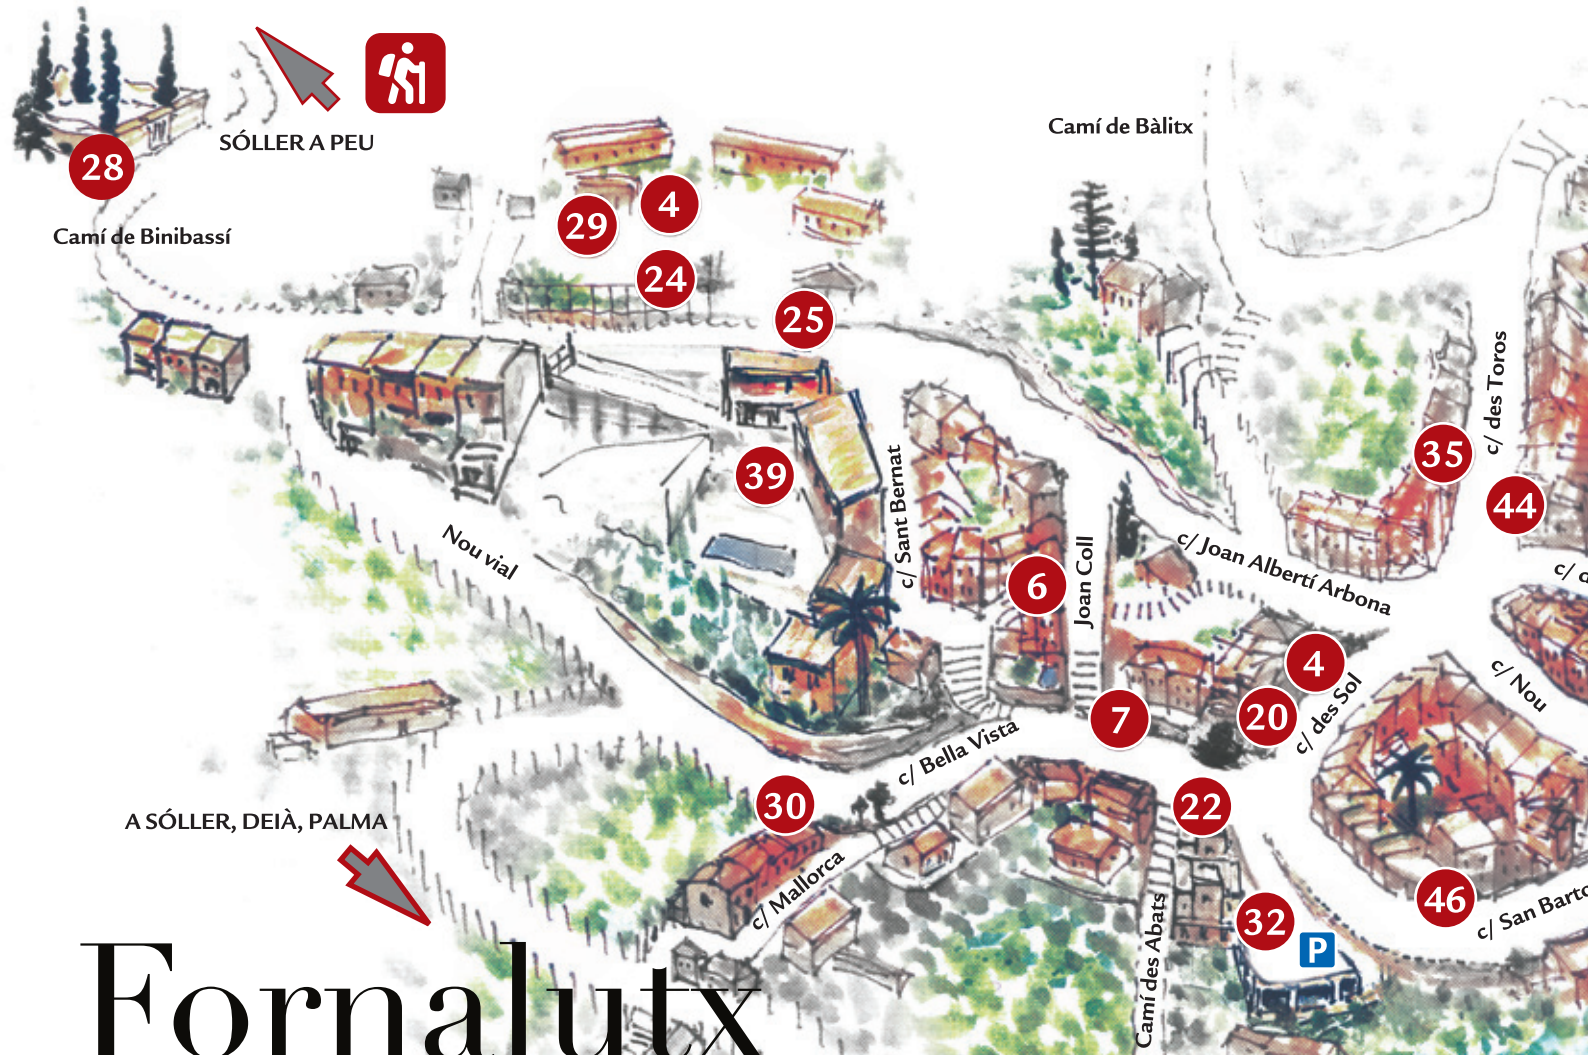 SÓLLER A PEU
28
Camí de Binibassí
4
29
24
25
Camí de Bàlitx
c/ des Toros
35
44
39
c/ Sant Bernat
6
Joan Coll
c/ Joan Albertí Arbona
c/ d
Nou vial
4
c/ Nou
7
20
c/ des Sol
c/ Bella Vista
30
22
A SÓLLER, DEIÀ, PALMA
c/ Mallorca
46
c/ San Barto
32
P
Camí des Abats
Fornalutx